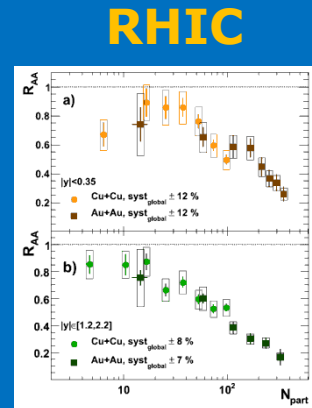 RHIC
R_AA
1
0.8
0.6
0.4
0.2
a)
|y|<0.35
Cu+Cu, syst_global ± 12 %
Au+Au, syst_global ± 12 %
10
10²
R_AA
1
0.8
0.6
0.4
0.2
b)
|y|∈[1.2,2.2]
Cu+Cu, syst_global ± 8 %
Au+Au, syst_global ± 7 %
10
10²
N_part